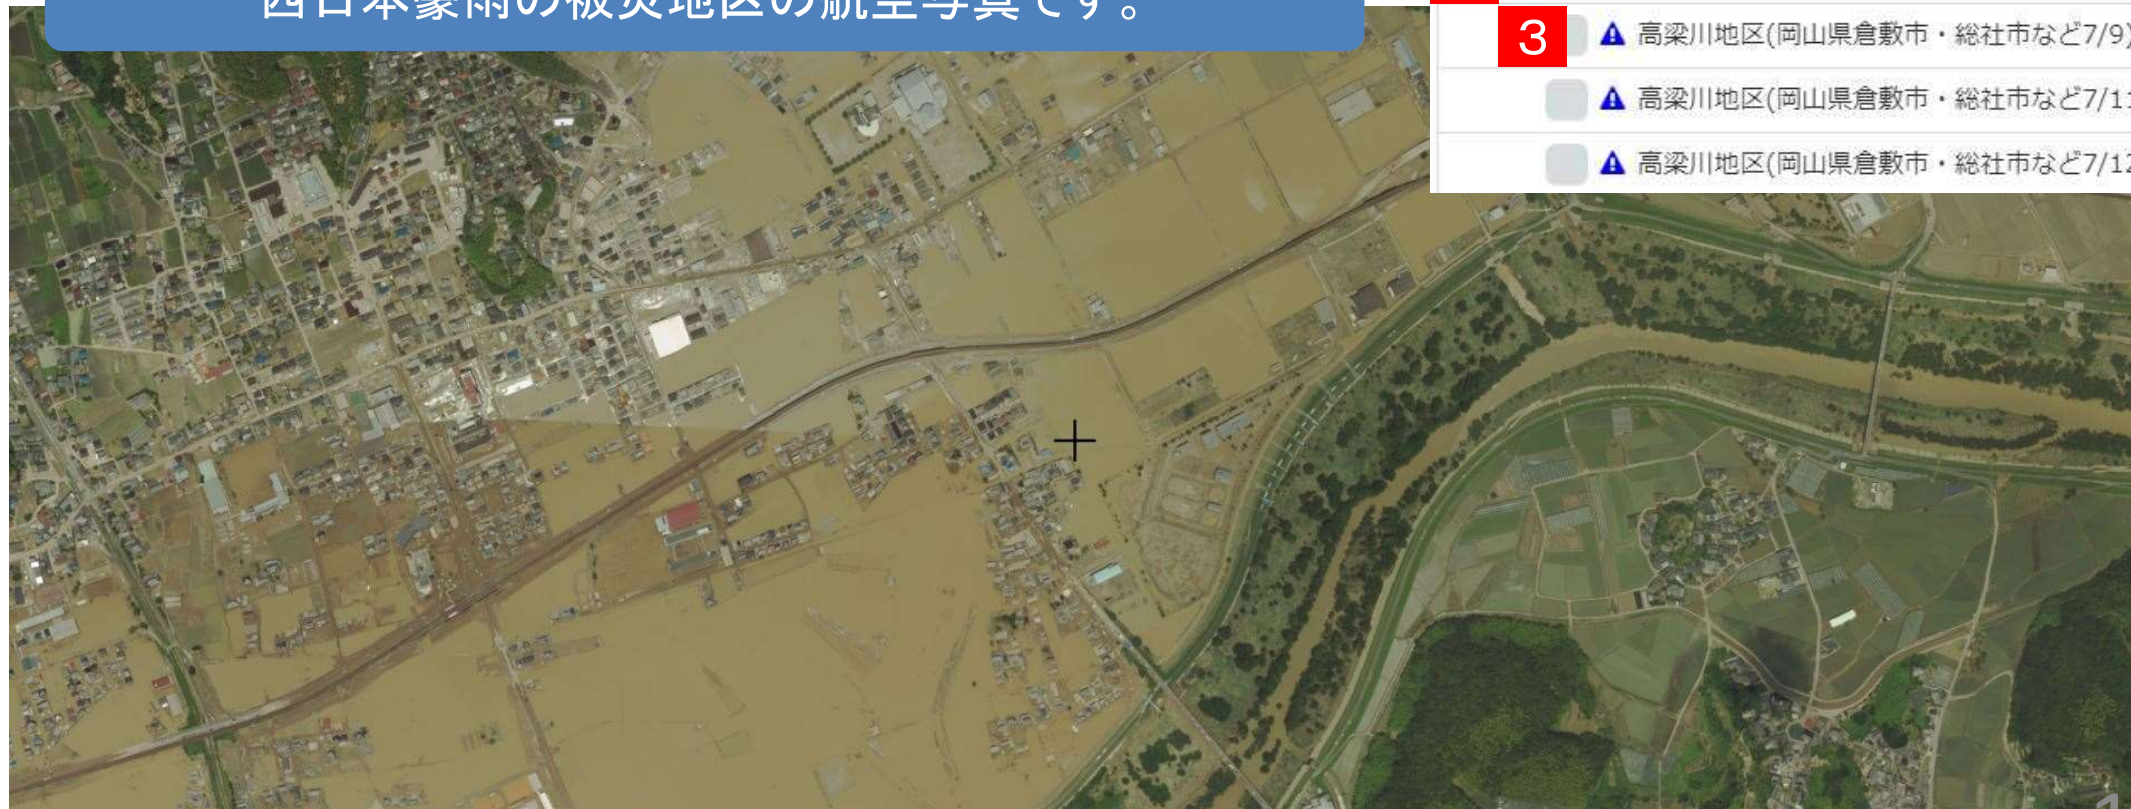 西日本豪雨の被災地区の航空写真です。
3
高梁川地区(岡山県倉敷市・総社市など7/9)
高梁川地区(岡山県倉敷市・総社市など7/11
高梁川地区(岡山県倉敷市・総社市など7/12